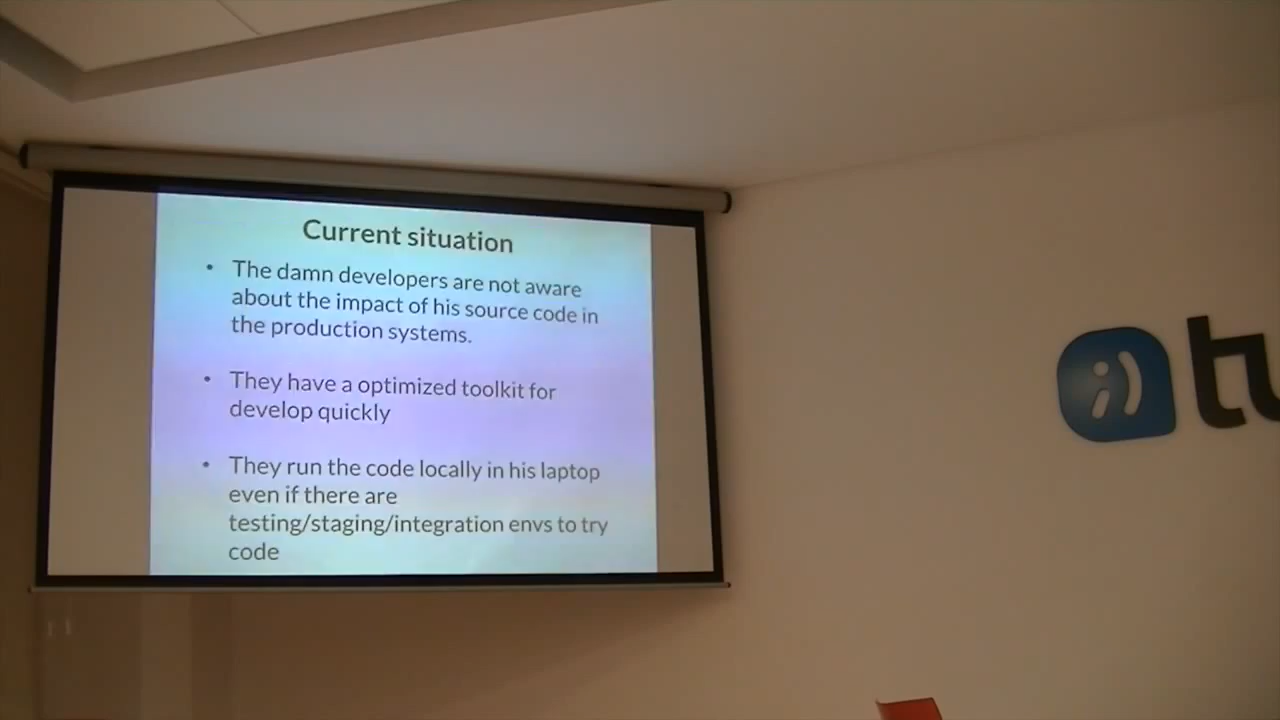 Current situation
• The damn developers are not aware
about the impact of his source code in
the production systems.
• They have a optimized toolkit for
develop quickly
• They run the code locally in his laptop
even if there are
testing/staging/integration envs to try
code
tu